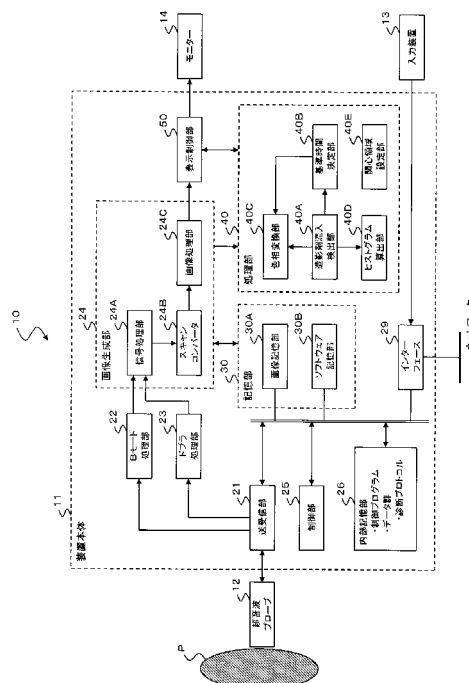 10
11
装置本体
P
12
超音波
プローブ
21
送受信部
22
Bモード
処理部
23
ドプラ
処理部
24
画像生成部
24A
信号処理部
24B
スキャン
コンバータ
24C
画像処理部
50
表示制御部
14
モニター
25
制御部
26
内部記憶部
・制御プログラム
・データ群
・診断プロトコル
30
記憶部
30A
画像記憶部
30B
ソフトウェア
記憶部
40
処理部
40C
色相変換部
40B
基準時間
決定部
40A
造影剤流入
検出部
40E
関心領域
設定部
40D
ヒストグラム
算出部
29
インター
フェース
13
入力装置
ネットワーク